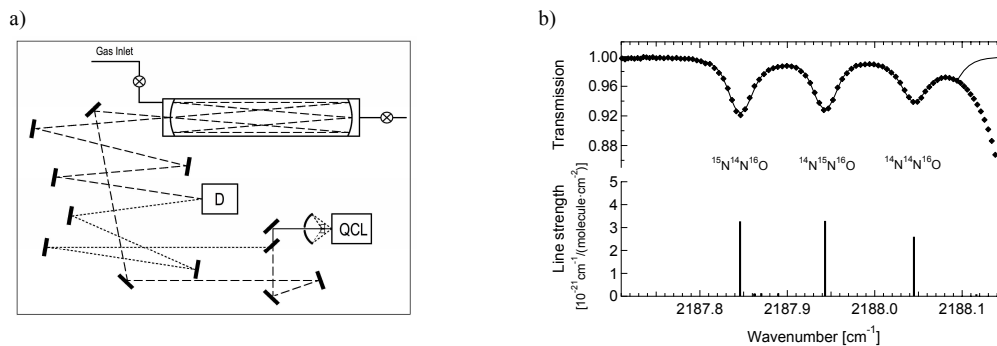 a)
Gas Inlet
D
QCL
b)
1.00
0.96
0.92
0.88
Transmission
¹⁵N¹⁴N¹⁶O
¹⁴N¹⁵N¹⁶O
¹⁴N¹⁴N¹⁶O
5
4
3
2
1
0
Line strength
[10⁻²¹cm⁻¹/(molecule·cm⁻²)]
2187.8
2187.9
2188.0
2188.1
Wavenumber [cm⁻¹]